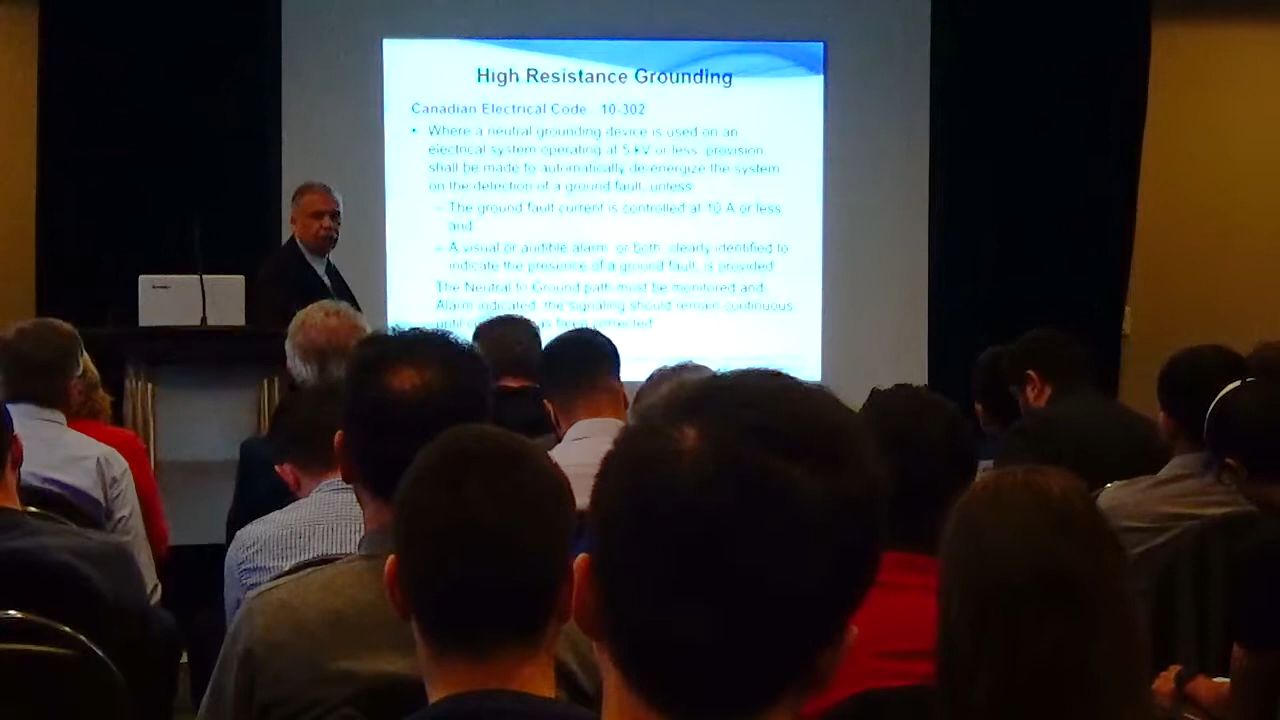 High Resistance Grounding
Canadian Electrical Code 10-302
• Where a neutral grounding device is used on an
electrical system operating at 5 kV or less, provision
shall be made to automatically de-energize the system
on the detection of a ground fault, unless
– The ground fault current is controlled at 10 A or less
and
– A visual or audible alarm, or both, clearly identified to
indicate the presence of a ground fault, is provided
The Neutral to Ground path must be monitored and
Alarm indicated, the signaling should remain continuous
until been corrected